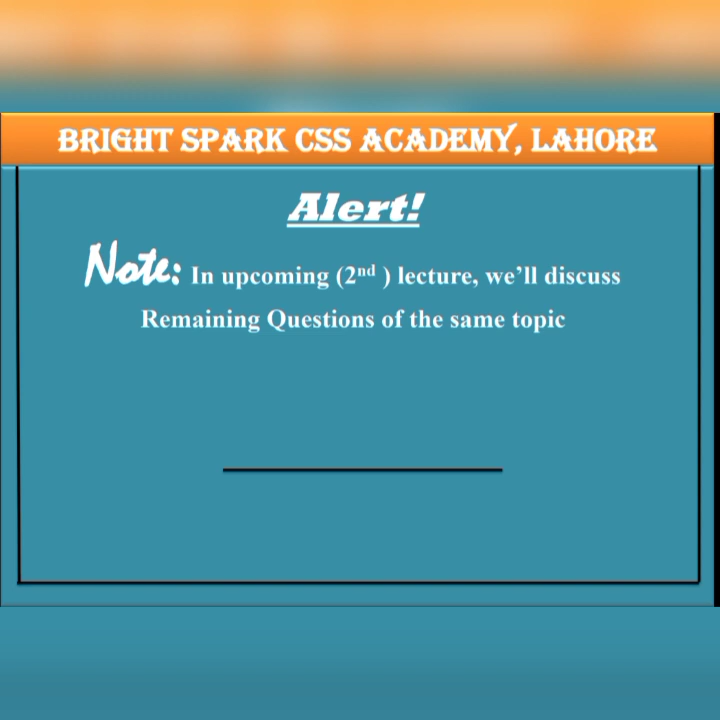 BRIGHT SPARK CSS ACADEMY, LAHORE
Alert!
Note: In upcoming (2nd ) lecture, we'll discuss
Remaining Questions of the same topic